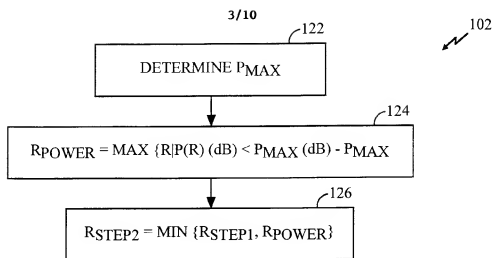 3/10
122
102
DETERMINE PMAX
124
RPOWER = MAX {R|P(R) (dB) < PMAX (dB) - PMAX
126
RSTEP2 = MIN {RSTEP1, RPOWER}